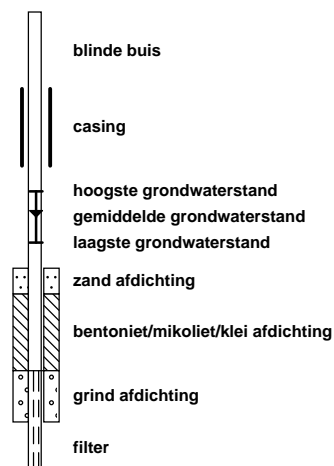 blinde buis
casing
hoogste grondwaterstand
gemiddelde grondwaterstand
laagste grondwaterstand
zand afdichting
bentoniet/mikoliet/klei afdichting
grind afdichting
filter